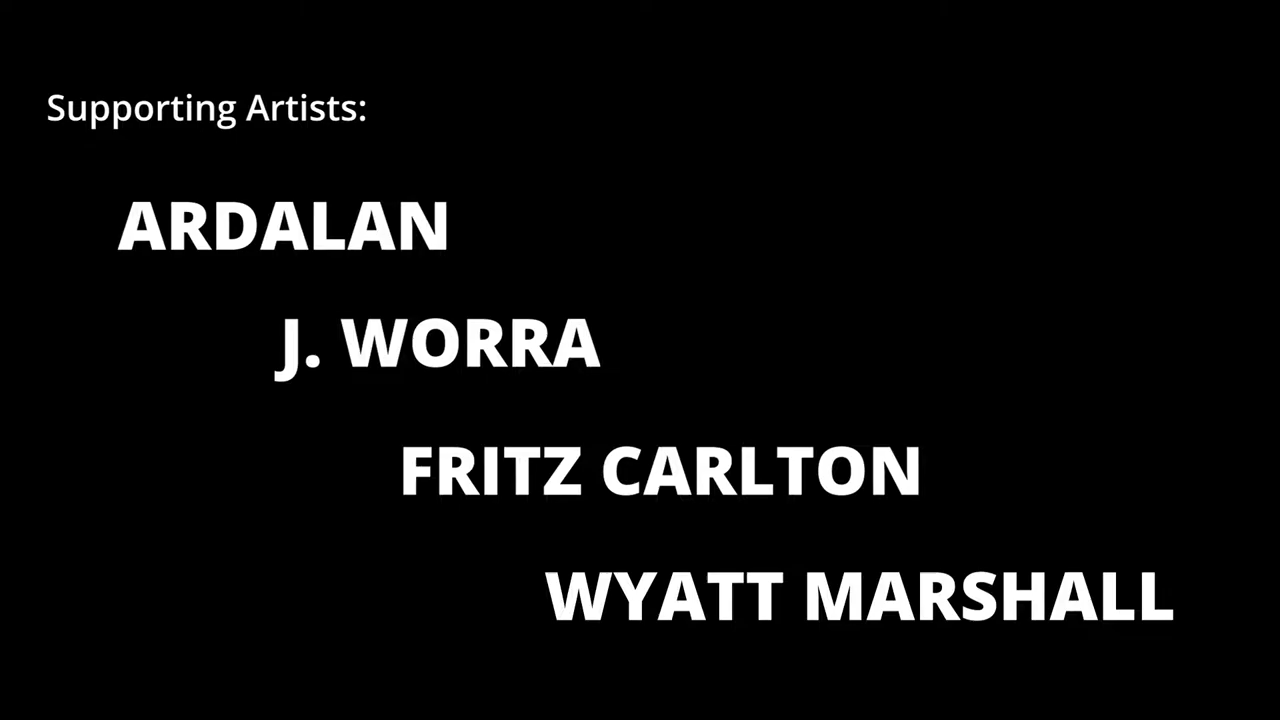 Supporting Artists:
ARDALAN
J. WORRA
FRITZ CARLTON
WYATT MARSHALL